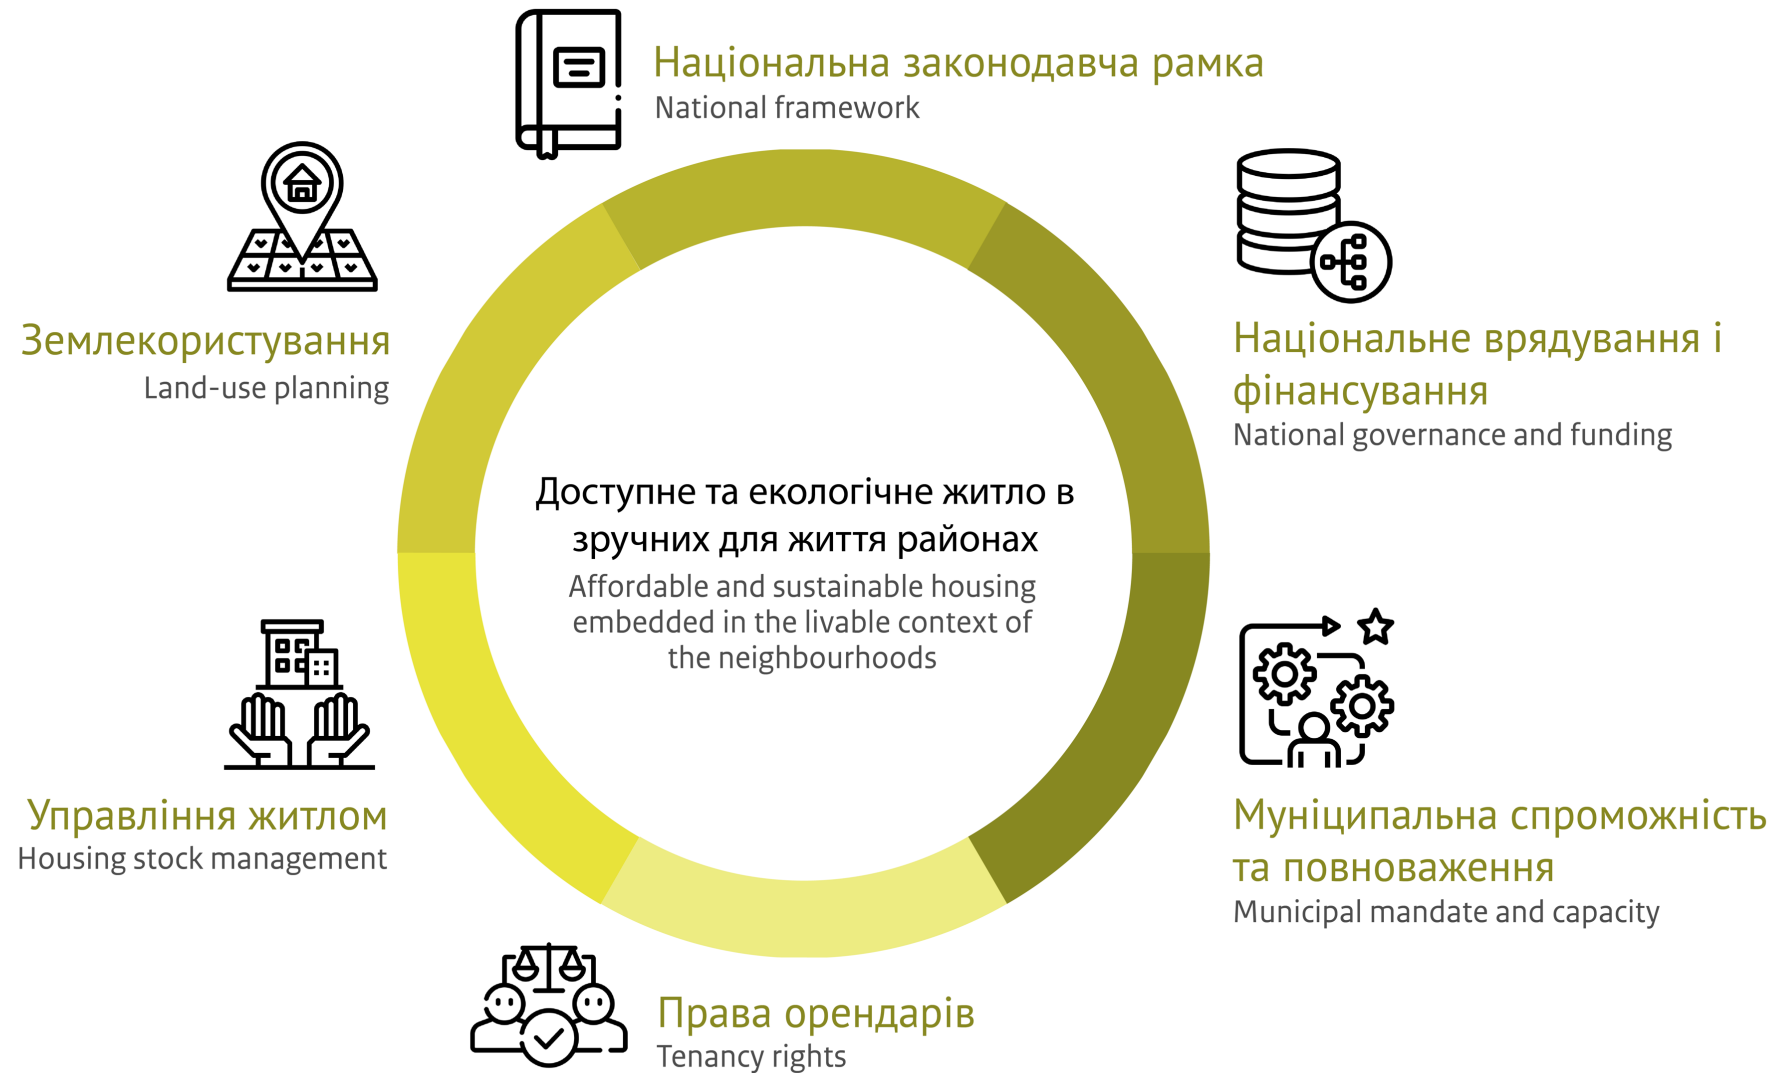 Національна законодавча рамка
National framework
Національне врядування і
фінансування
National governance and funding
Муніципальна спроможність
та повноваження
Municipal mandate and capacity
Права орендарів
Tenancy rights
Управління житлом
Housing stock management
Землекористування
Land-use planning
Доступне та екологічне житло в
зручних для життя районах
Affordable and sustainable housing
embedded in the livable context of
the neighbourhoods